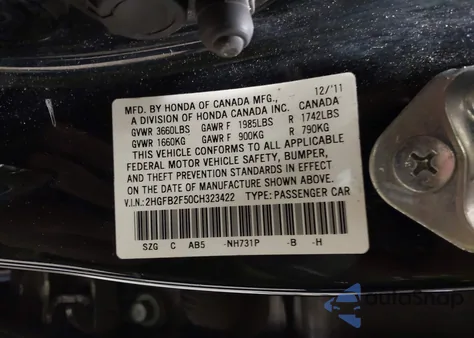 12/'11
MFD. BY HONDA OF CANADA MFG.,
A DIVISION OF HONDA CANADA INC. CANADA
GVWR 3660LBS GAWR F 1985LBS R 1742LBS
GVWR 1660KG GAWR F 900KG R 790KG
THIS VEHICLE CONFORMS TO ALL APPLICABLE
FEDERAL MOTOR VEHICLE SAFETY, BUMPER,
AND THEFT PREVENTION STANDARDS IN EFFECT
ON THE DATE OF MANUFACTURE SHOWN ABOVE.
V.I.N.: 2HGFB2F50CH323422 TYPE: PASSENGER CAR
SZG C AB5 -NH731P -B -H
AutoSnap